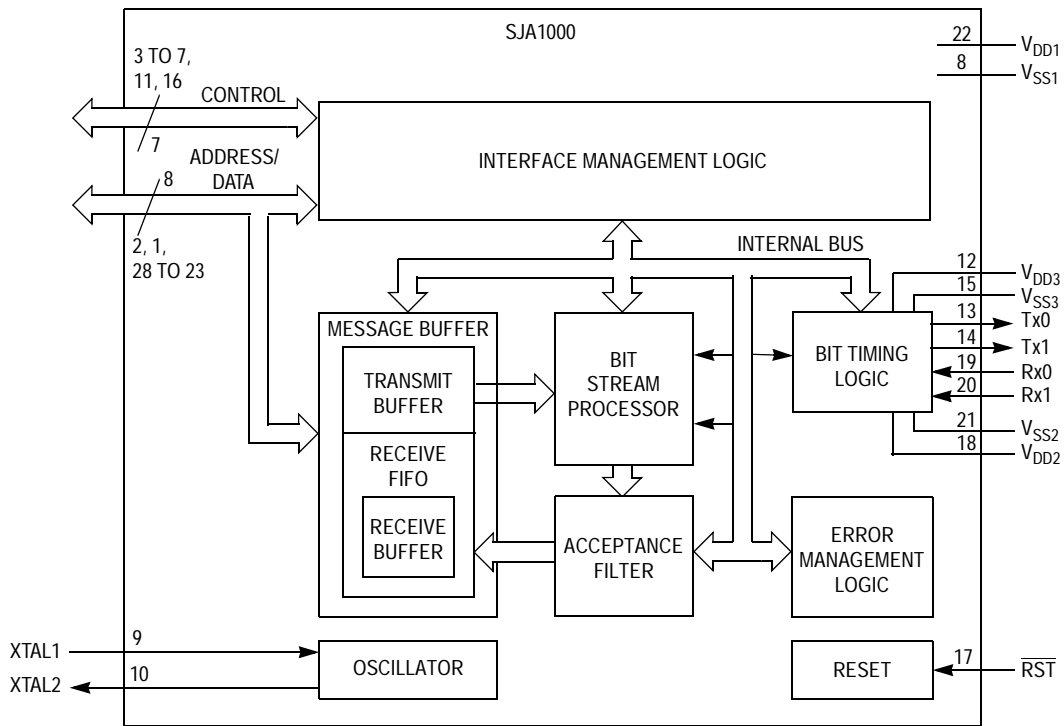 SJA1000
3 TO 7,
11, 16
CONTROL
7
ADDRESS/
DATA
8
2, 1,
28 TO 23
INTERFACE MANAGEMENT LOGIC
22
VDD1
8
VSS1
INTERNAL BUS
MESSAGE BUFFER
TRANSMIT
BUFFER
RECEIVE
FIFO
RECEIVE
BUFFER
BIT
STREAM
PROCESSOR
ACCEPTANCE
FILTER
BIT TIMING
LOGIC
ERROR
MANAGEMENT
LOGIC
12
VDD3
15
VSS3
13
Tx0
14
Tx1
19
Rx0
20
Rx1
21
VSS2
18
VDD2
XTAL1
9
XTAL2
10
OSCILLATOR
RESET
17
RST